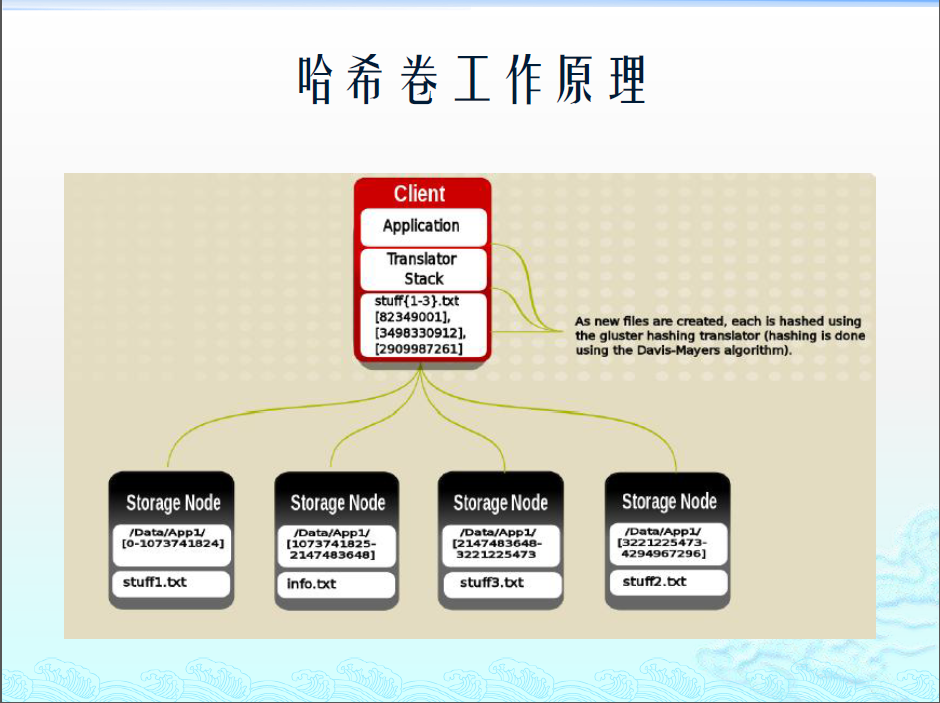 哈希卷工作原理
Client
Application
Translator
Stack
stuff{1-3}.txt
[82349001],
[3498330912],
[2909987261]
As new files are created, each is hashed using
the gluster hashing translator (hashing is done
using the Davis-Mayers algorithm).
Storage Node
/Data/App1/
[0-1073741824]
stuff1.txt
Storage Node
/Data/App1/
[1073741825-
2147483648]
info.txt
Storage Node
/Data/App1/
[2147483648-
3221225473
stuff3.txt
Storage Node
/Data/App1/
[3221225473-
4294967296]
stuff2.txt